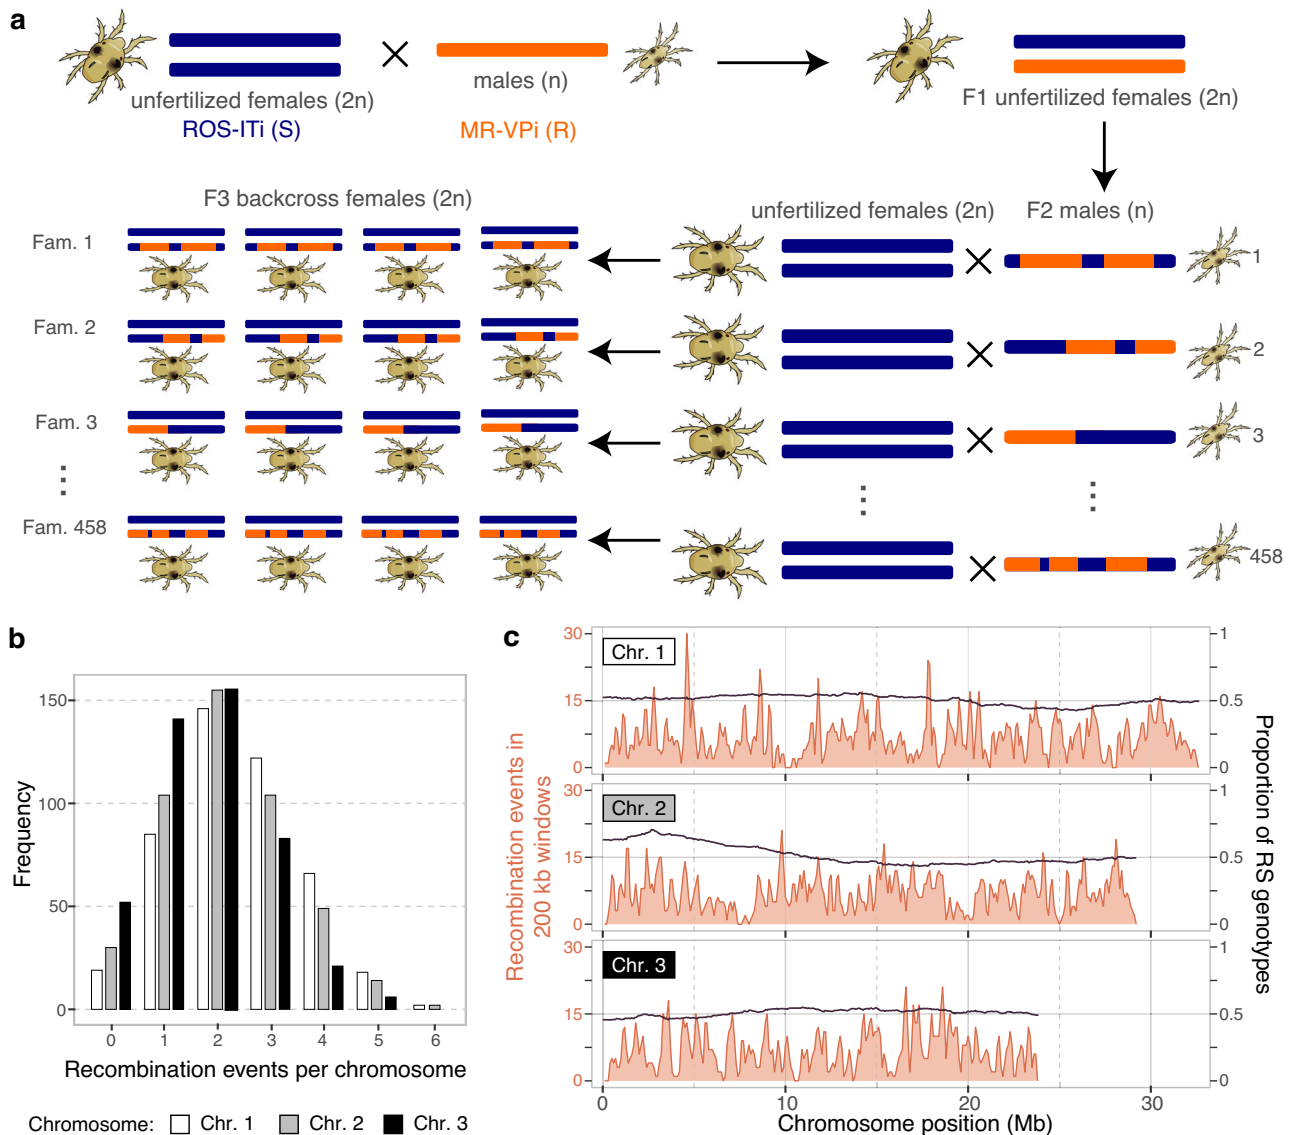 a
unfertilized females (2n)
ROS-ITi (S)
males (n)
MR-VPi (R)
F1 unfertilized females (2n)
F3 backcross females (2n)
unfertilized females (2n)
F2 males (n)
Fam. 1
1
Fam. 2
2
Fam. 3
3
Fam. 458
458
b
Frequency
150
100
50
0
0 1 2 3 4 5 6
Recombination events per chromosome
Chromosome: Chr. 1 Chr. 2 Chr. 3
c
Recombination events in
200 kb windows
Proportion of RS genotypes
Chr. 1
30
15
0
1
0.5
0
Chr. 2
30
15
0
1
0.5
0
Chr. 3
30
15
0
1
0.5
0
0 10 20 30
Chromosome position (Mb)